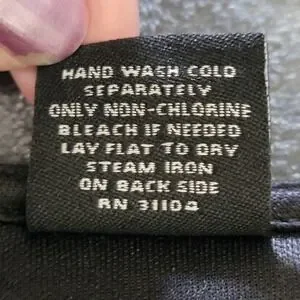 HAND WASH COLD
SEPARATELY
ONLY NON-CHLORINE
BLEACH IF NEEDED
LAY FLAT TO DRY
STEAM IRON
ON BACK SIDE
RN 31104